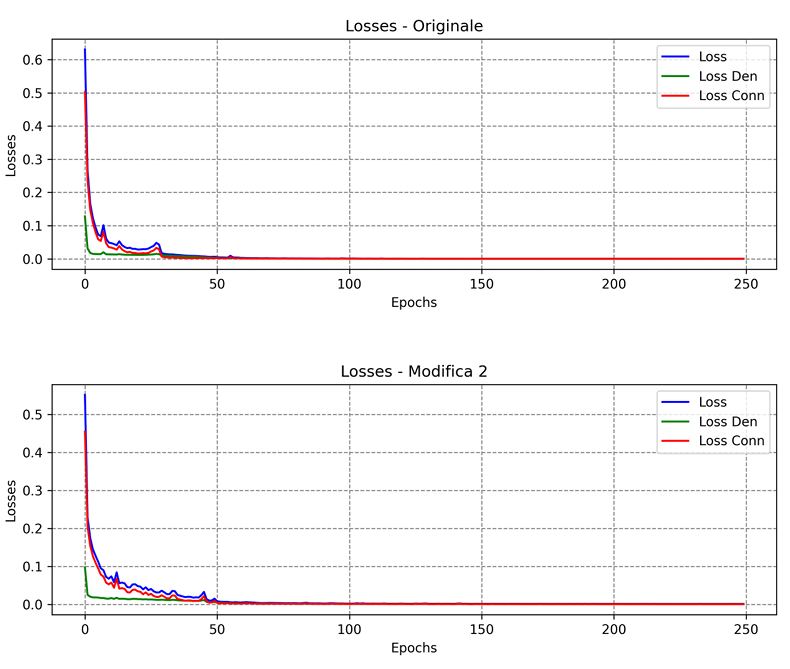 Losses - Originale
Loss
Loss Den
Loss Conn
Losses
0.6
0.5
0.4
0.3
0.2
0.1
0.0
0 50 100 150 200 250
Epochs
Losses - Modifica 2
Loss
Loss Den
Loss Conn
Losses
0.5
0.4
0.3
0.2
0.1
0.0
0 50 100 150 200 250
Epochs